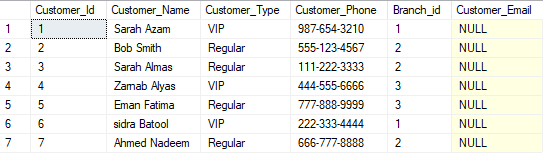 Customer_Id Customer_Name Customer_Type Customer_Phone Branch_id Customer_Email
1 1 Sarah Azam VIP 987-654-3210 1 NULL
2 2 Bob Smith Regular 555-123-4567 2 NULL
3 3 Sarah Almas Regular 111-222-3333 2 NULL
4 4 Zarnab Alyas VIP 444-555-6666 3 NULL
5 5 Eman Fatima Regular 777-888-9999 3 NULL
6 6 sidra Batool VIP 222-333-4444 1 NULL
7 7 Ahmed Nadeem Regular 666-777-8888 2 NULL